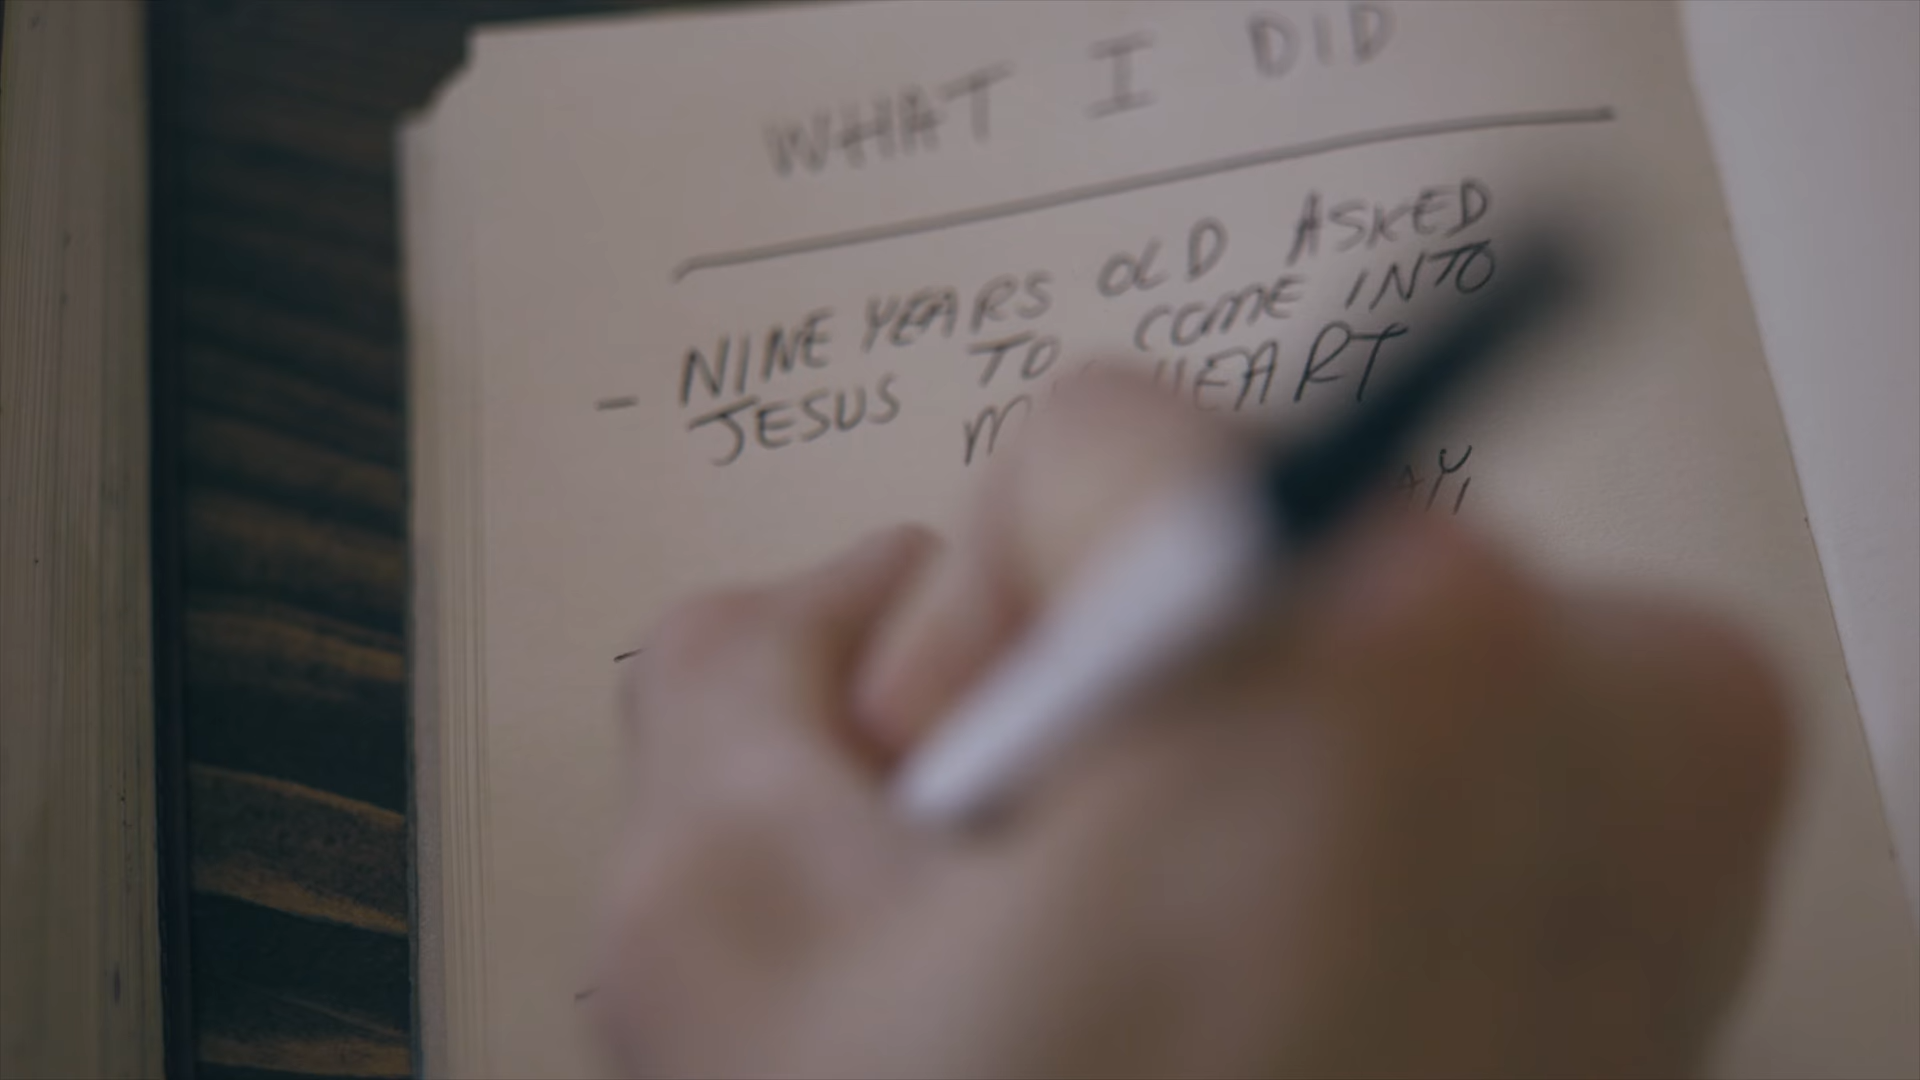 WHAT I DID
- NINE YEARS OLD ASKED
JESUS TO COME INTO
HEART